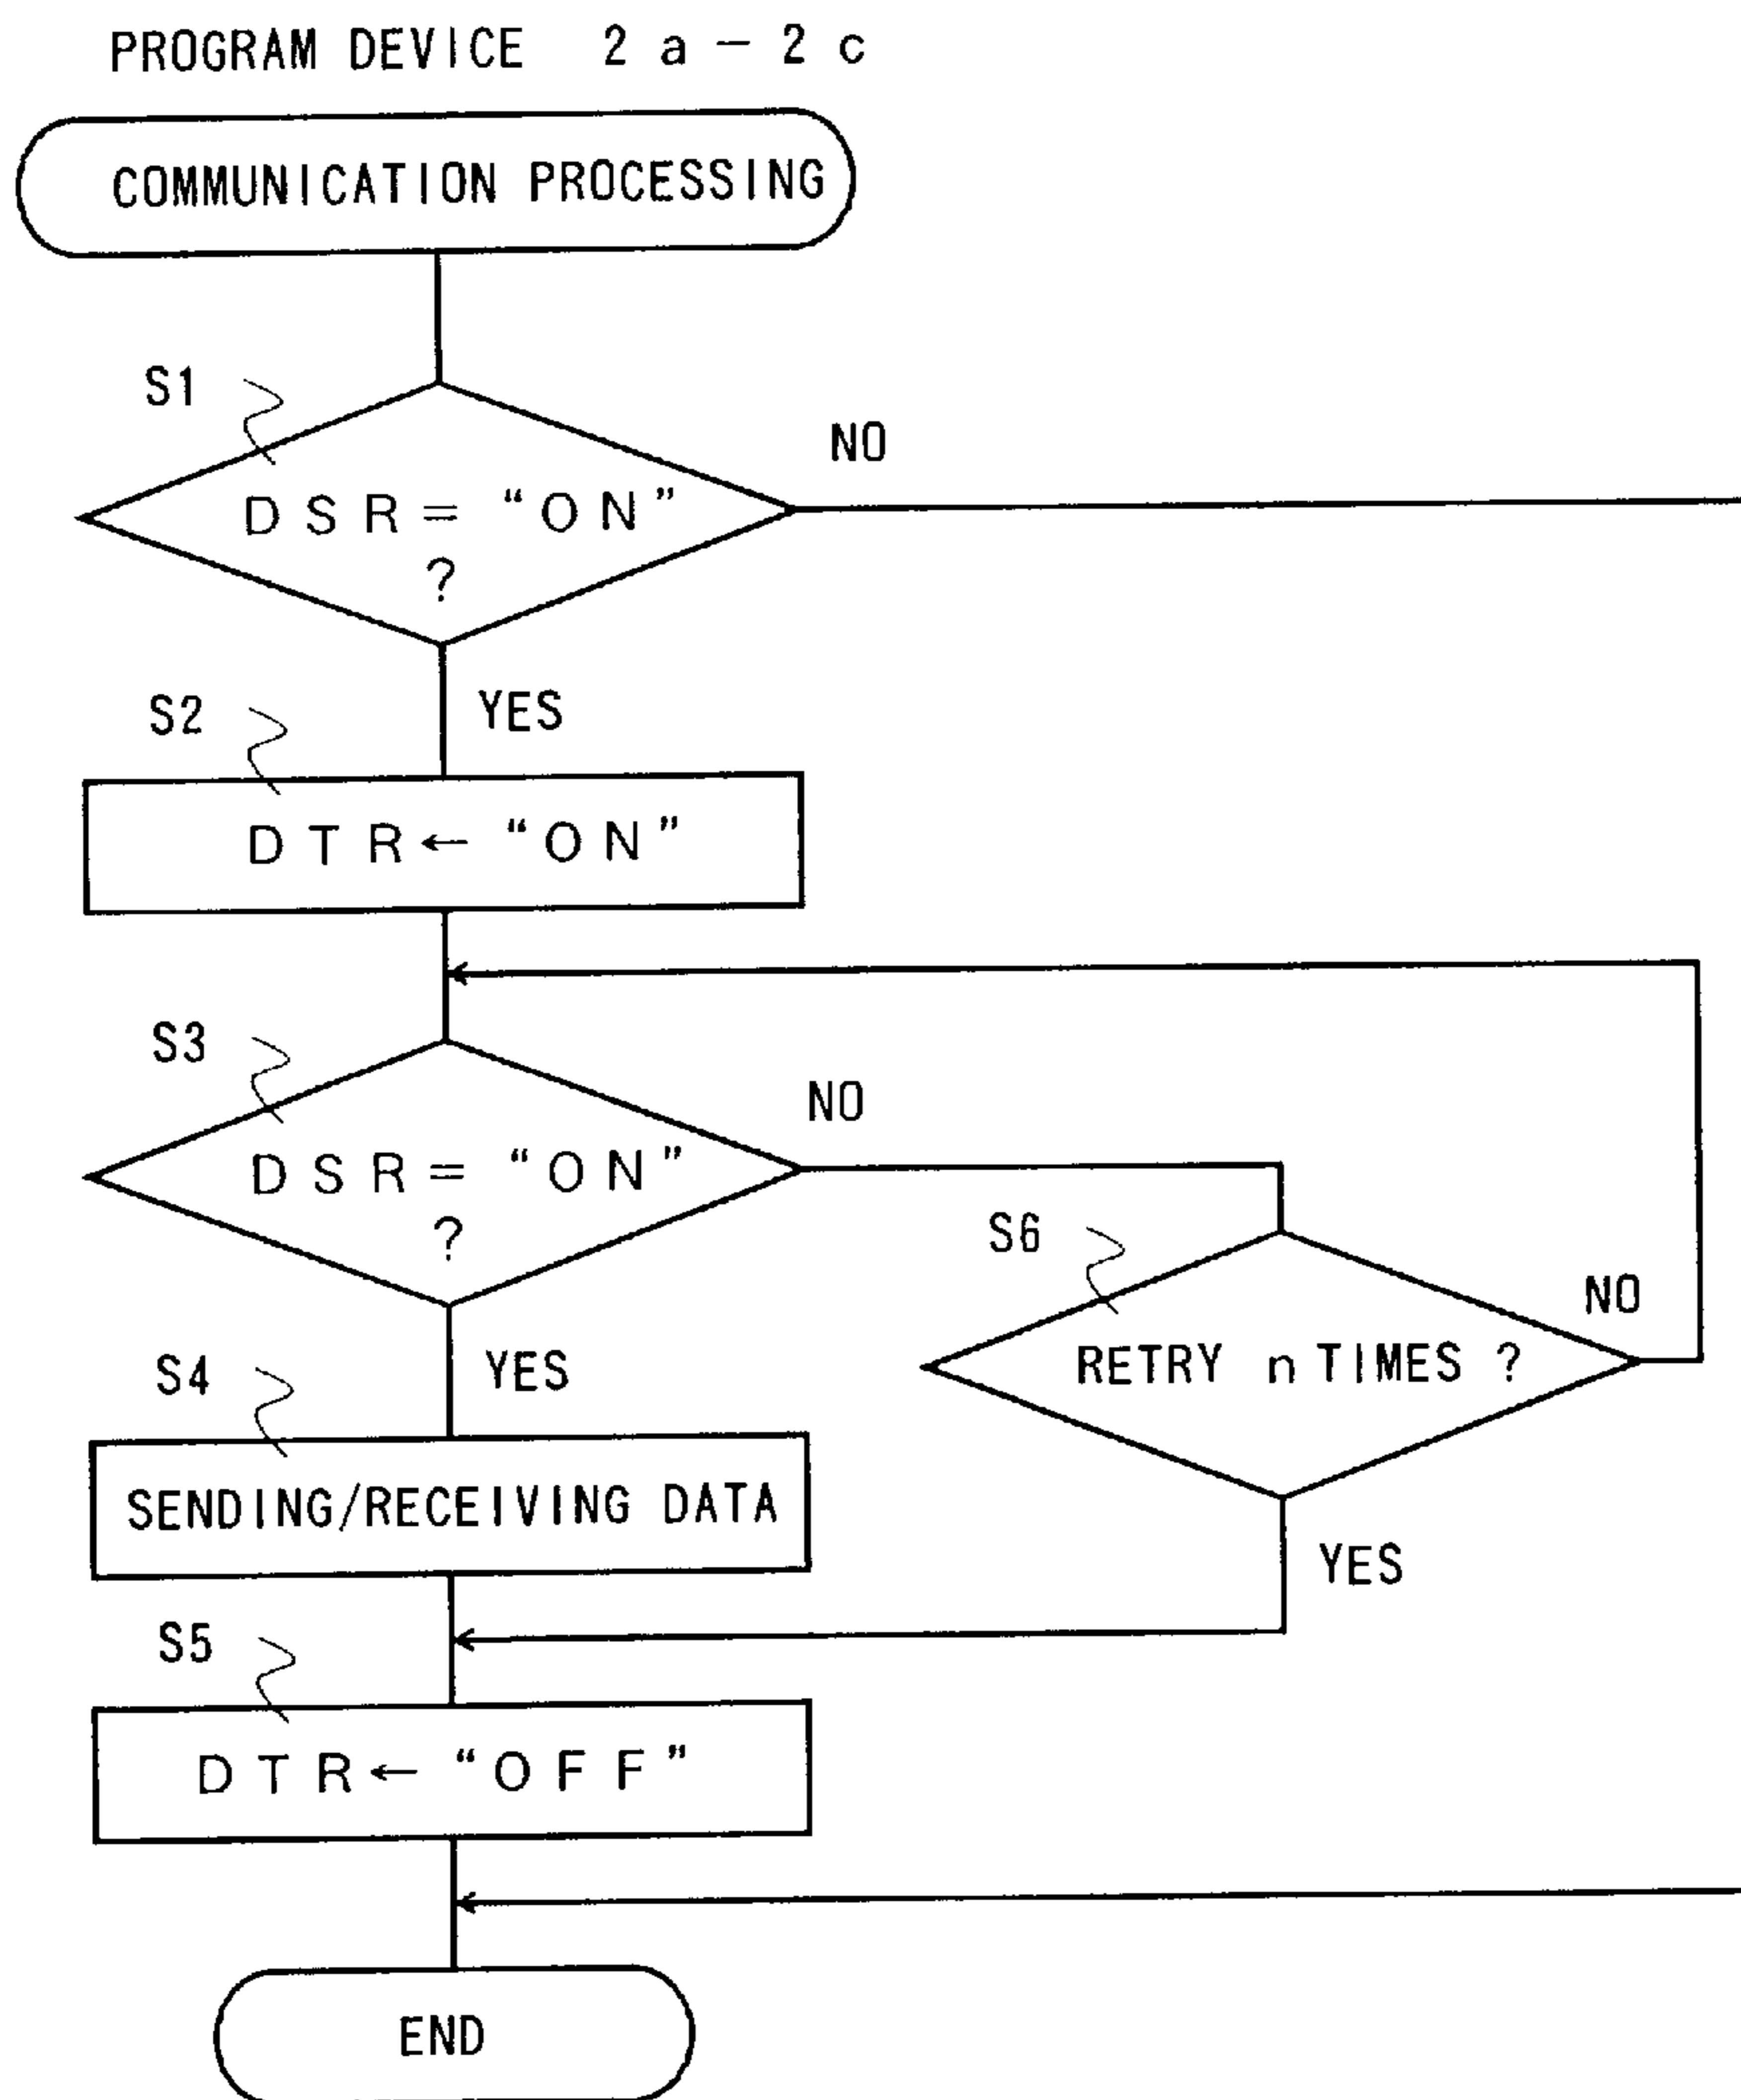 PROGRAM DEVICE 2a-2c
COMMUNICATION PROCESSING
S1
NO
DSR= “ON”
?
S2
YES
DTR← “ON”
S3
NO
DSR= “ON”
?
S6
NO
RETRY n TIMES ?
S4
YES
SENDING/RECEIVING DATA
YES
S5
DTR← “OFF”
END